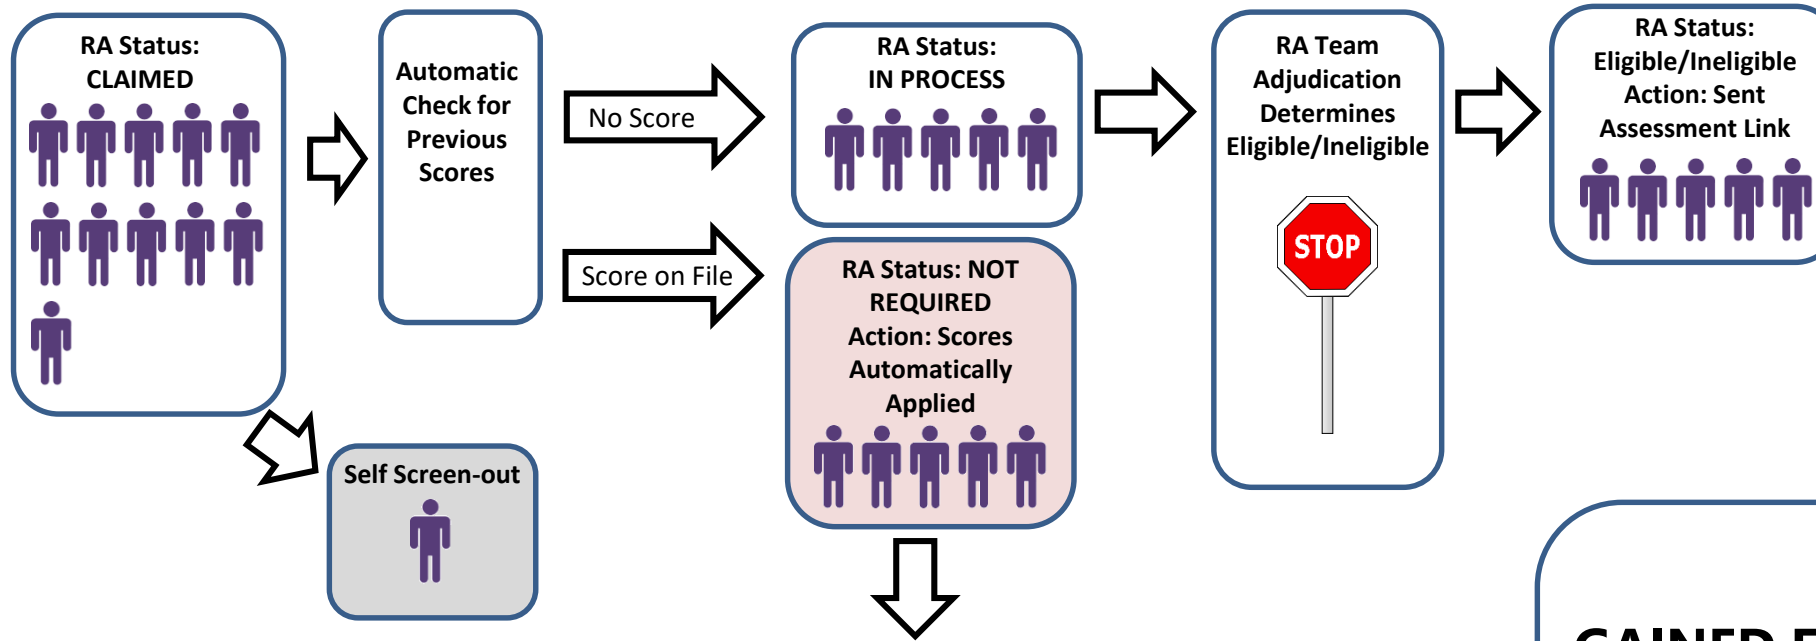 RA Status:
CLAIMED
Automatic
Check for
Previous
Scores
No Score
Score on File
RA Status:
IN PROCESS
RA Status: NOT
REQUIRED
Action: Scores
Automatically
Applied
RA Team
Adjudication
Determines
Eligible/Ineligible
STOP
RA Status:
Eligible/Ineligible
Action: Sent
Assessment Link
Self Screen-out
GAINED